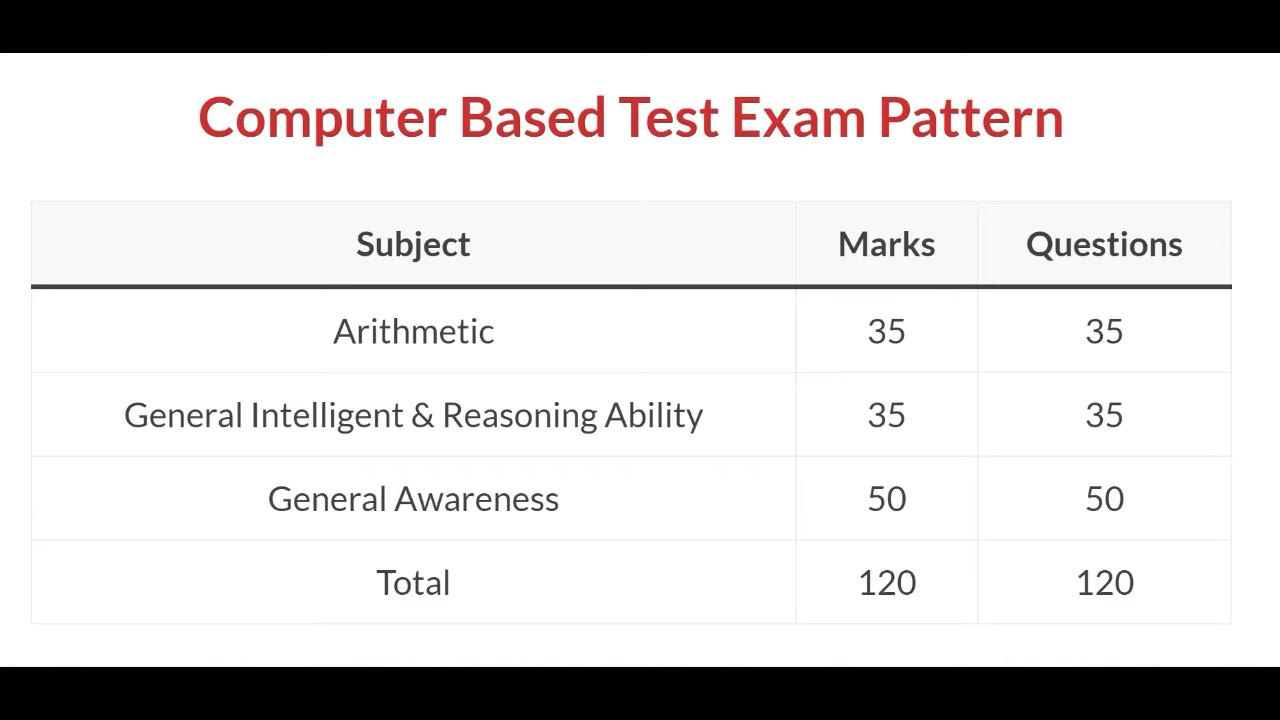 Computer Based Test Exam Pattern
Subject Marks Questions
Arithmetic 35 35
General Intelligent & Reasoning Ability 35 35
General Awareness 50 50
Total 120 120